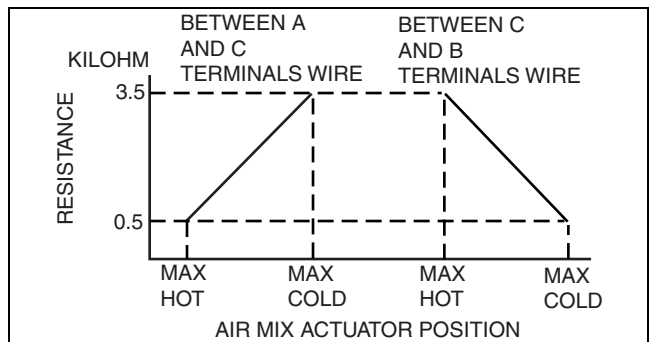 BETWEEN A
AND C
TERMINALS WIRE
BETWEEN C
AND B
TERMINALS WIRE
KILOHM
3.5
RESISTANCE
0.5
MAX
HOT
MAX
COLD
MAX
HOT
MAX
COLD
AIR MIX ACTUATOR POSITION